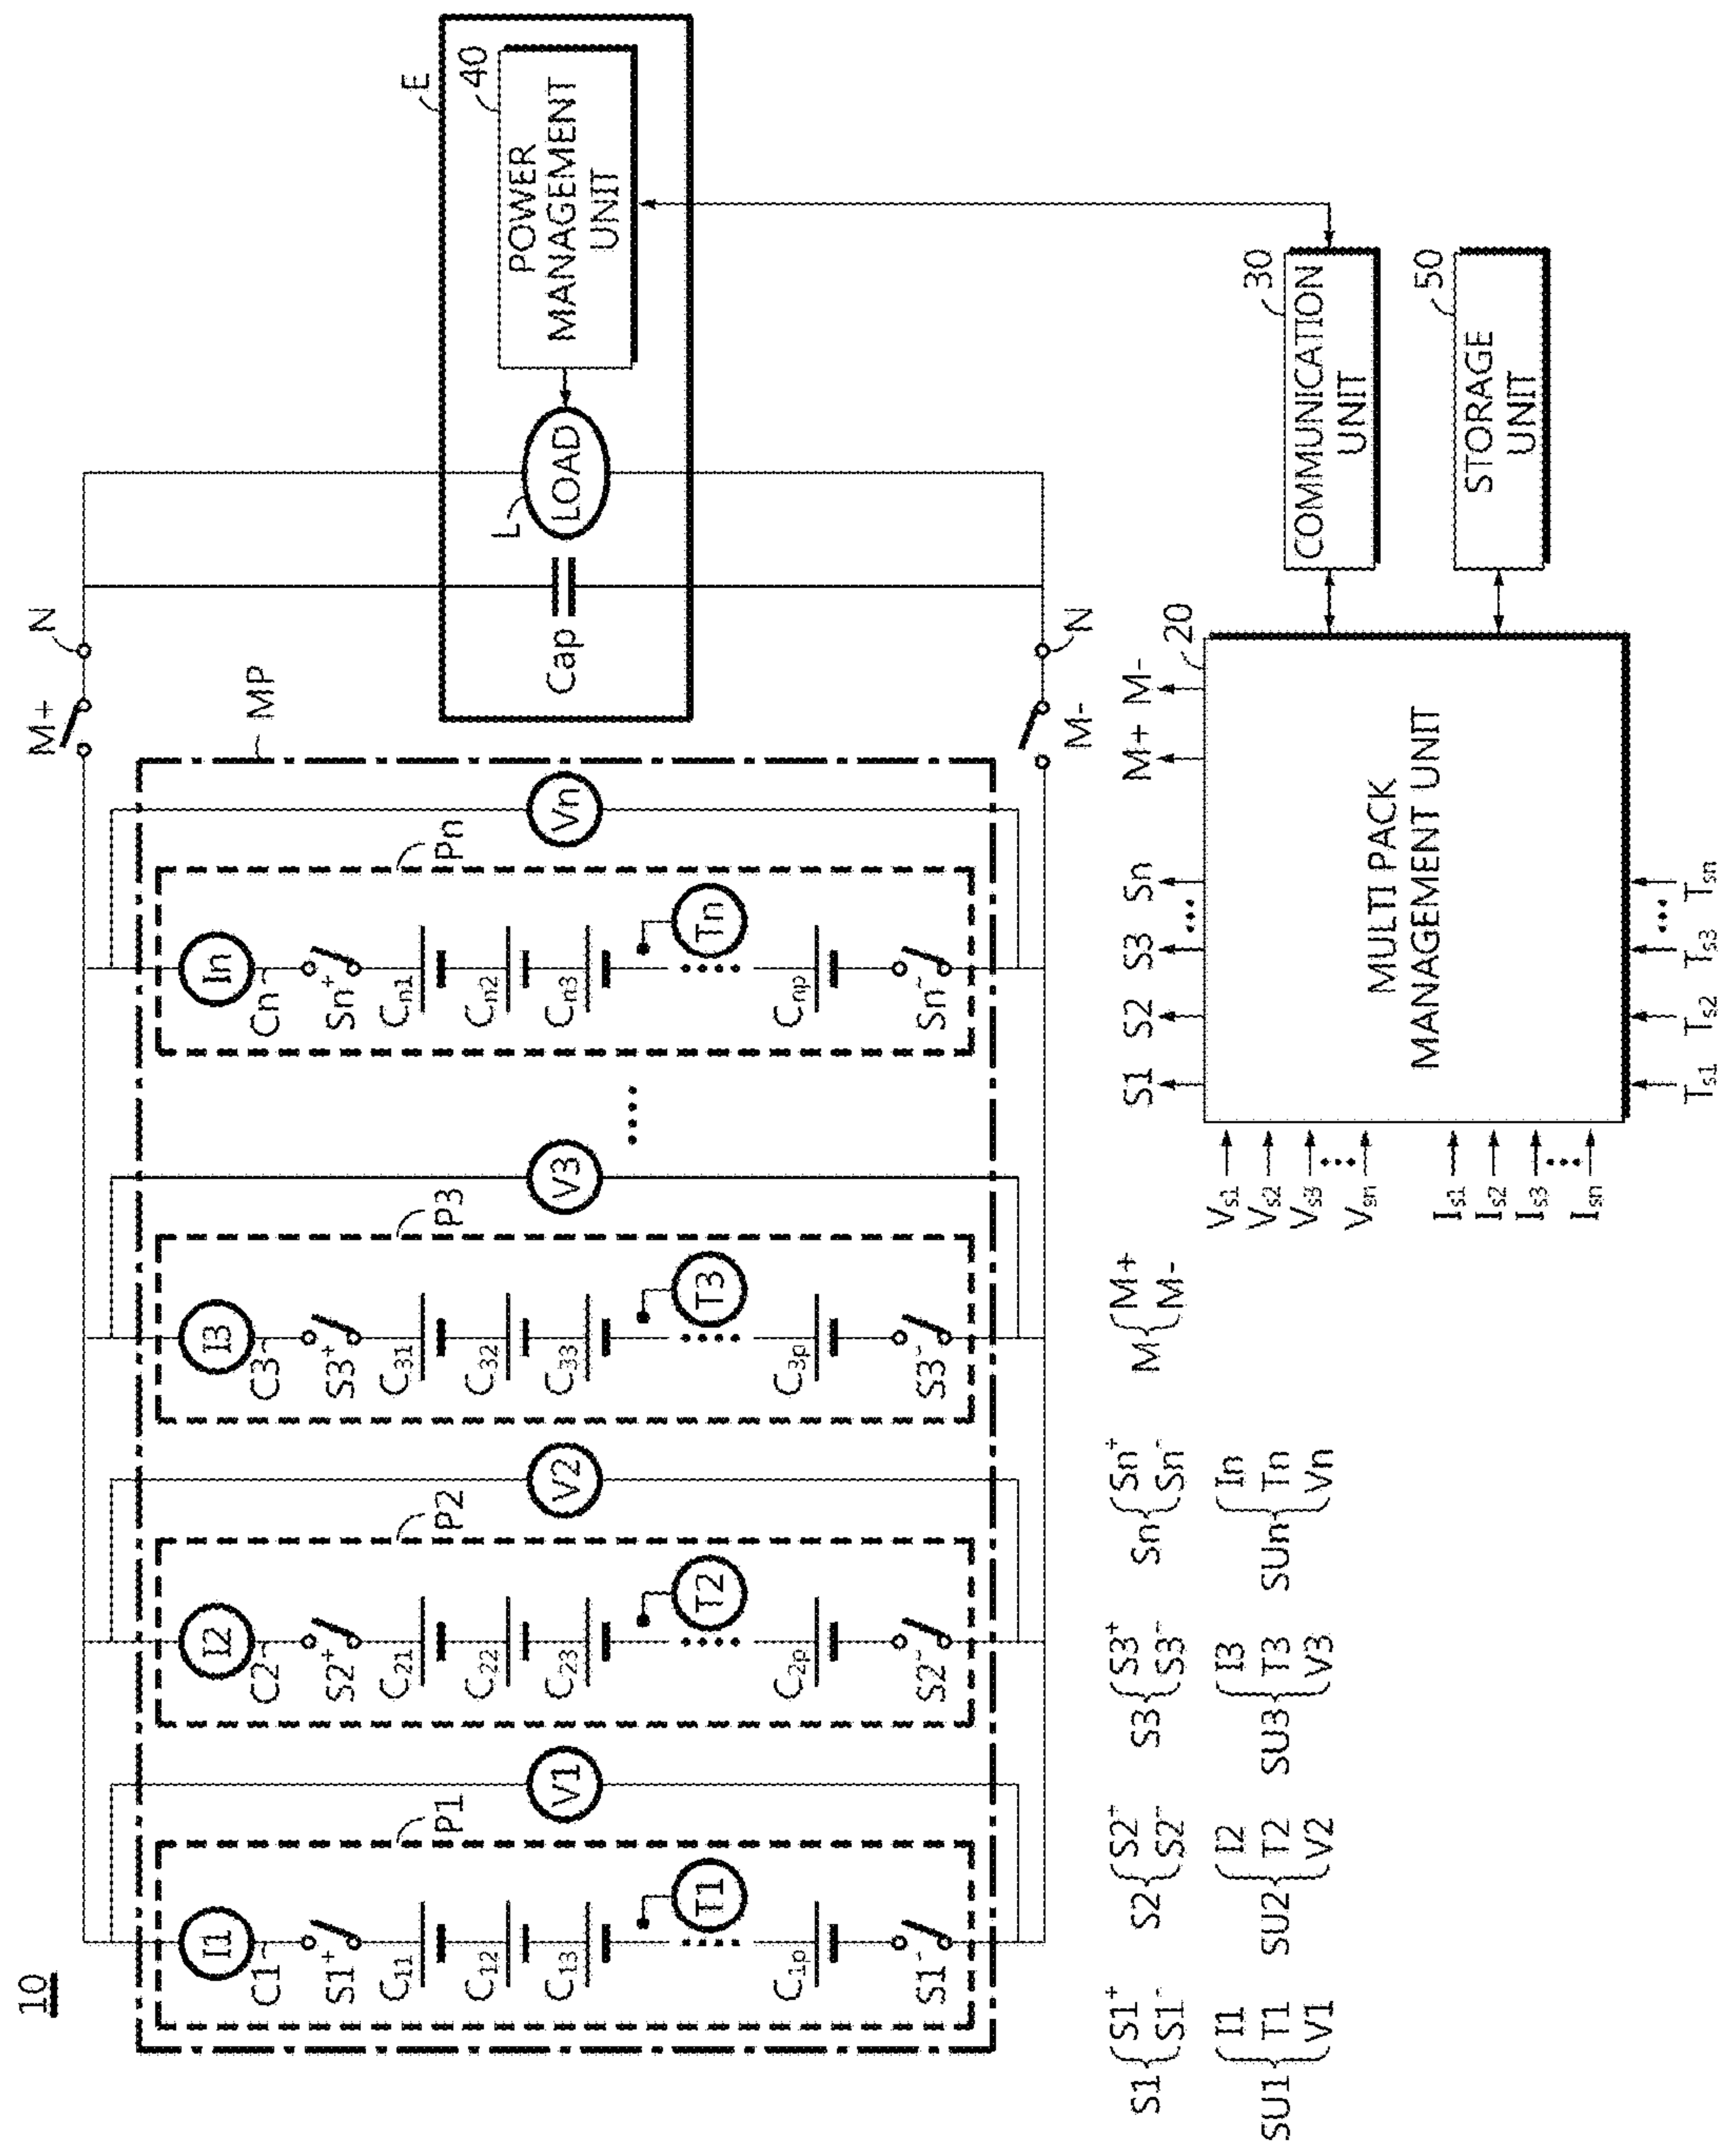 10
M+
N
MP
E
40
POWER
MANAGEMENT
UNIT
L
LOAD
Cap
P1
I1
C1
S1⁺
C₁₁
C₁₂
C₁₃
T1
C₁ₚ
S1⁻
V1
P2
I2
C2
S2⁺
C₂₁
C₂₂
C₂₃
T2
C₂ₚ
S2⁻
V2
P3
I3
C3
S3⁺
C₃₁
C₃₂
C₃₃
T3
C₃ₚ
S3⁻
V3
....
Pn
In
Cn
Sn⁺
Cₙ₁
Cₙ₂
Cₙ₃
Tn
Cₙₚ
Sn⁻
Vn
M-
N
S1 { S1⁺ S1⁻
S2 { S2⁺ S2⁻
S3 { S3⁺ S3⁻
Sn { Sn⁺ Sn⁻
M { M+ M-
SU1 { I1 T1 V1
SU2 { I2 T2 V2
SU3 { I3 T3 V3
SUn { In Tn Vn
S1 S2 S3 ... Sn M+ M-
20
Vs1
Vs2
Vs3
...
Vsn
Is1
Is2
Is3
...
Isn
MULTI PACK
MANAGEMENT UNIT
Ts1 Ts2 Ts3 ... Tsn
30
COMMUNICATION
UNIT
50
STORAGE
UNIT